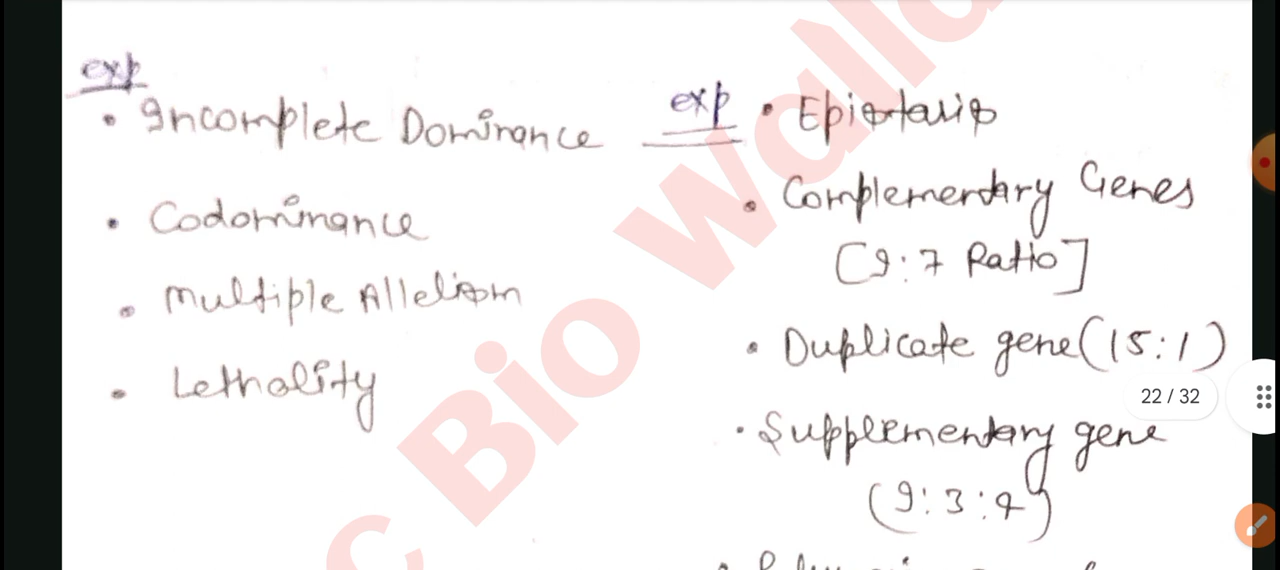 exp
• Incomplete Dominance
• Codominance
• Multiple Allelism
• Lethality
exp • Epistasis
• Complementary Genes
[9:7 Ratio]
• Duplicate gene (15:1)
22 / 32
• Supplementary gene
(9:3:4)
c Bio Walla